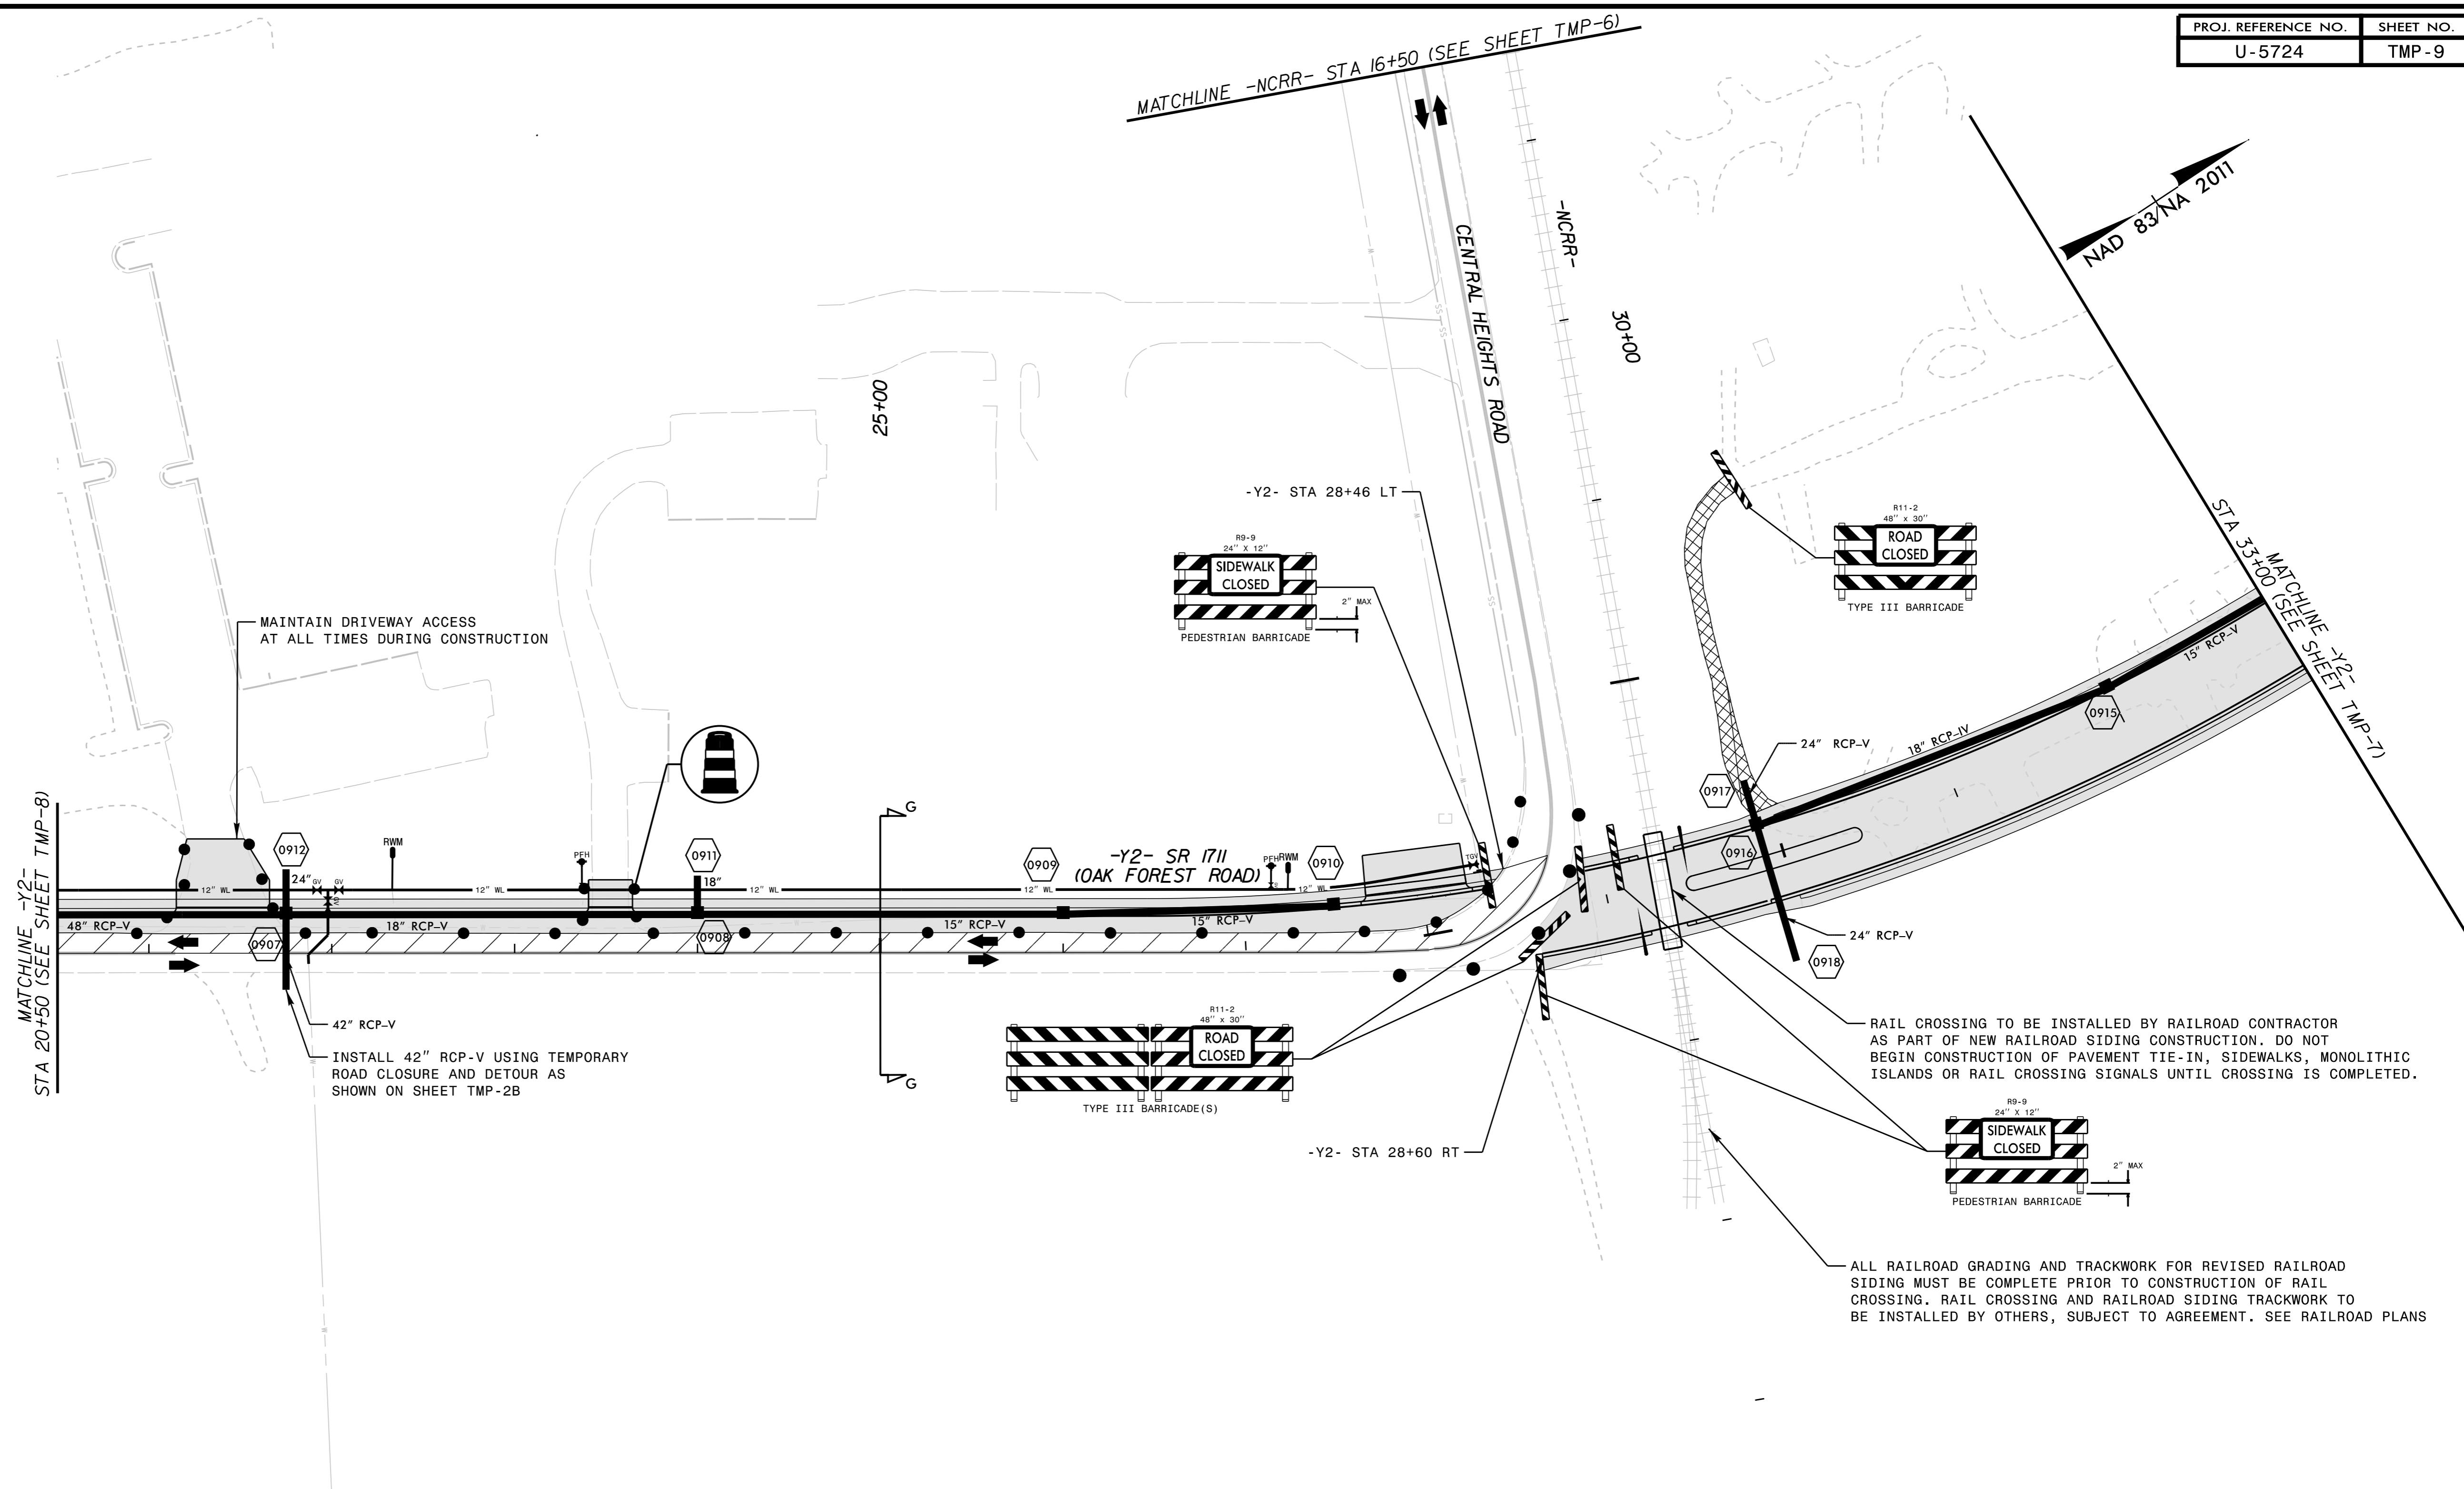 PROJ. REFERENCE NO.
SHEET NO.
U-5724
TMP-9
MATCHLINE -NCRR- STA 16+50 (SEE SHEET TMP-6)
NAD 83/NA 2011
CENTRAL HEIGHTS ROAD
-NCRR-
30+00
25+00
-Y2- STA 28+46 LT
R9-9
24" X 12"
SIDEWALK
CLOSED
2" MAX
PEDESTRIAN BARRICADE
R11-2
48" x 30"
ROAD
CLOSED
TYPE III BARRICADE
MATCHLINE -Y2-
STA 33+00 (SEE SHEET TMP-7)
MAINTAIN DRIVEWAY ACCESS
AT ALL TIMES DURING CONSTRUCTION
15" RCP-V
0915
18" RCP-IV
24" RCP-V
0917
0916
24" RCP-V
0918
MATCHLINE -Y2-
STA 20+50 (SEE SHEET TMP-8)
0912
24"
GV
GV
GV
RWM
PFH
0911
18"
G
0909
-Y2- SR 1711
(OAK FOREST ROAD)
PFH
RWM
0910
TGV
12" WL
12" WL
12" WL
12" WL
12" WL
48" RCP-V
0907
18" RCP-V
0908
15" RCP-V
15" RCP-V
SS
SS
SS
42" RCP-V
INSTALL 42" RCP-V USING TEMPORARY
ROAD CLOSURE AND DETOUR AS
SHOWN ON SHEET TMP-2B
G
R11-2
48" x 30"
ROAD
CLOSED
TYPE III BARRICADE(S)
-Y2- STA 28+60 RT
RAIL CROSSING TO BE INSTALLED BY RAILROAD CONTRACTOR
AS PART OF NEW RAILROAD SIDING CONSTRUCTION. DO NOT
BEGIN CONSTRUCTION OF PAVEMENT TIE-IN, SIDEWALKS, MONOLITHIC
ISLANDS OR RAIL CROSSING SIGNALS UNTIL CROSSING IS COMPLETED.
R9-9
24" X 12"
SIDEWALK
CLOSED
2" MAX
PEDESTRIAN BARRICADE
ALL RAILROAD GRADING AND TRACKWORK FOR REVISED RAILROAD
SIDING MUST BE COMPLETE PRIOR TO CONSTRUCTION OF RAIL
CROSSING. RAIL CROSSING AND RAILROAD SIDING TRACKWORK TO
BE INSTALLED BY OTHERS, SUBJECT TO AGREEMENT. SEE RAILROAD PLANS